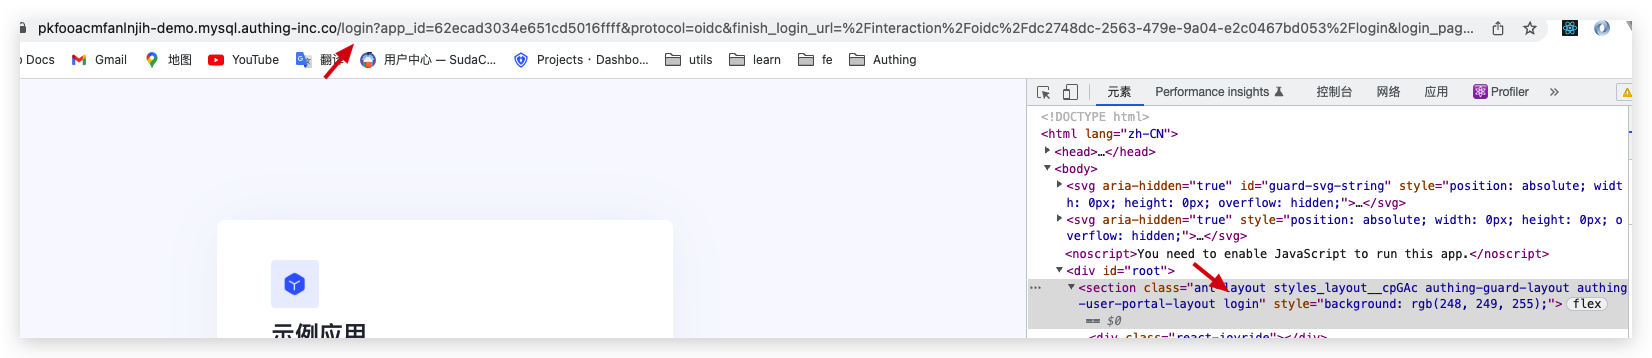 pkfooacmfanlnjih-demo.mysql.authing-inc.co/login?app_id=62ecad3034e651cd5016ffff&protocol=oidc&finish_login_url=%2Finteraction%2Foidc%2Fdc2748dc-2563-479e-9a04-e2c0467bd053%2Flogin&login_pag...
Docs Gmail 地图 YouTube 翻译 用户中心 — SudaC... Projects · Dashbo... utils learn fe Authing
元素 Performance insights 控制台 网络 应用 Profiler »
<!DOCTYPE html>
<html lang="zh-CN">
<head>…</head>
<body>
<svg aria-hidden="true" id="guard-svg-string" style="position: absolute; widt
h: 0px; height: 0px; overflow: hidden;">…</svg>
<svg aria-hidden="true" style="position: absolute; width: 0px; height: 0px; o
verflow: hidden;">…</svg>
<noscript>You need to enable JavaScript to run this app.</noscript>
<div id="root">
<section class="ant-layout styles_layout__cpGAc authing-guard-layout authing
-user-portal-layout login" style="background: rgb(248, 249, 255);"> flex
== $0
<div class="react-joyride"></div>
示例应用